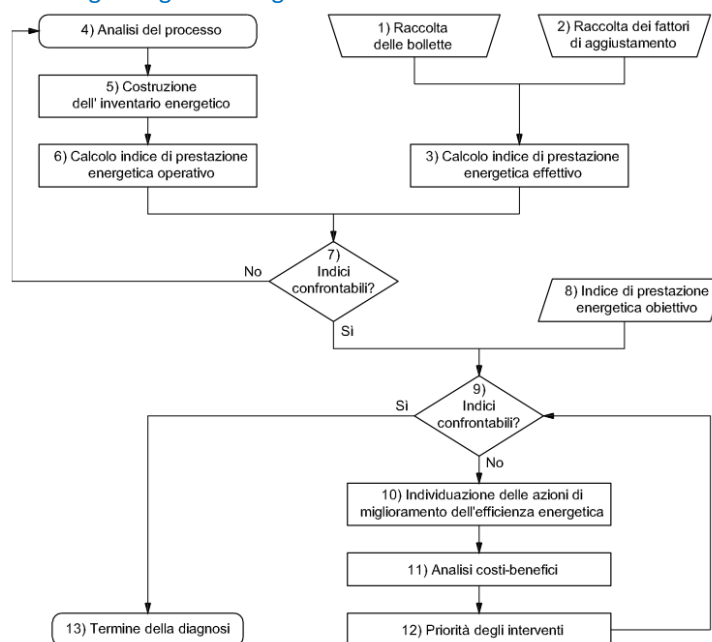 4) Analisi del processo
1) Raccolta
delle bollette
2) Raccolta dei fattori
di aggiustamento
5) Costruzione
dell' inventario energetico
6) Calcolo indice di prestazione
energetica operativo
3) Calcolo indice di prestazione
energetica effettivo
7)
Indici
confrontabili?
No
Sì
8) Indice di prestazione
energetica obiettivo
9)
Indici
confrontabili?
Sì
No
10) Individuazione delle azioni di
miglioramento dell'efficienza energetica
11) Analisi costi-benefici
12) Priorità degli interventi
13) Termine della diagnosi